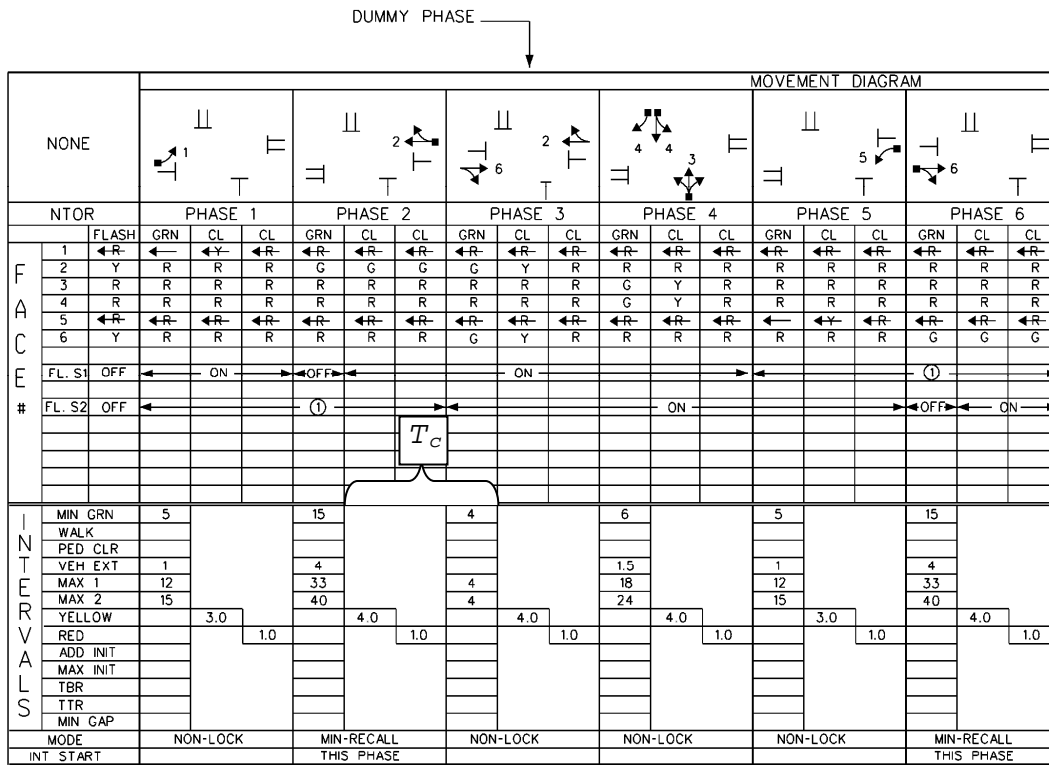 DUMMY PHASE
MOVEMENT DIAGRAM
NONE
1
2
2
6
4 4
3
5
6
NTOR PHASE 1 PHASE 2 PHASE 3 PHASE 4 PHASE 5 PHASE 6
FLASH GRN CL CL GRN CL CL GRN CL CL GRN CL CL GRN CL CL GRN CL CL
FACE #
1 R Y R R R R R R R R R R R R R R R R
2 Y R R R G G G G Y R R R R R R R R R R
3 R R R R R R R R R R G Y R R R R R R R
4 R R R R R R R R R R G Y R R R R R R R
5 R R R R R R R R R R R R R Y R R R R
6 Y R R R R R R G Y R R R R R R R G G G
FL. S1 OFF ON OFF ON 1
FL. S2 OFF 1 ON OFF ON
Tc
INTERVALS
MIN GRN 5 15 4 6 5 15
WALK
PED CLR
VEH EXT 1 4 1.5 1 4
MAX 1 12 33 4 18 12 33
MAX 2 15 40 4 24 15 40
YELLOW 3.0 4.0 4.0 4.0 3.0 4.0
RED 1.0 1.0 1.0 1.0 1.0 1.0
ADD INIT
MAX INIT
TBR
TTR
MIN GAP
MODE NON-LOCK MIN-RECALL NON-LOCK NON-LOCK NON-LOCK MIN-RECALL
INT START THIS PHASE THIS PHASE